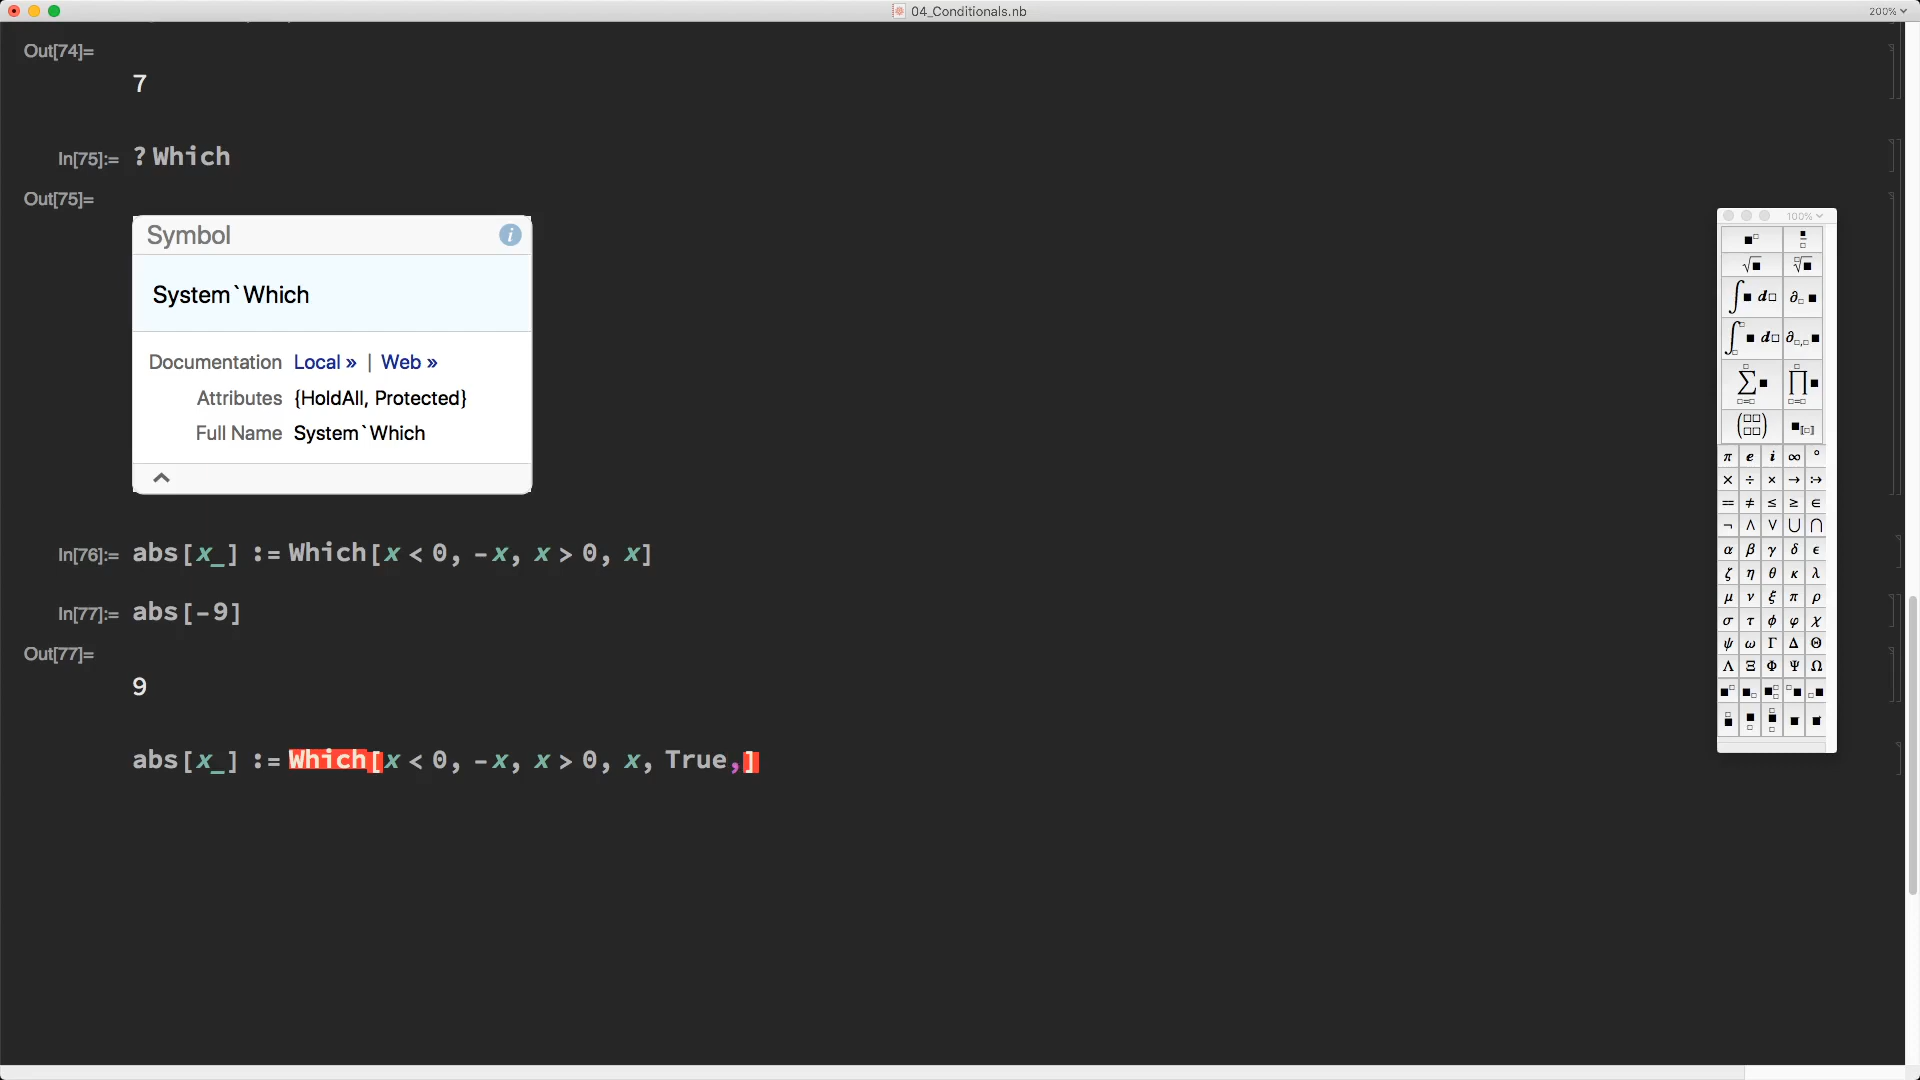 04_Conditionals.nb
200%
Out[74]=
7
In[75]:= ? Which
Out[75]=
Symbol
i
System`Which
Documentation Local » | Web »
Attributes {HoldAll, Protected}
Full Name System`Which
In[76]:= abs[x_] := Which[x < 0, -x, x > 0, x]
In[77]:= abs[-9]
Out[77]=
9
abs[x_] := Which[x < 0, -x, x > 0, x, True,]
100%
■□ ■/□
√■ □√■
∫■ d□ ∂□ ■
∫■ d□ ∂□,□ ■
∑■ ∏■
□=□ □=□
(□□ □□) ■[[□]]
π e i ∞ °
× ÷ × → :→
== ≠ ≤ ≥ ∈
¬ ∧ ∨ ∪ ∩
α β γ δ ϵ
ζ η θ κ λ
μ ν ξ π ρ
σ τ ϕ φ χ
ψ ω Γ Δ Θ
Λ Ξ Φ Ψ Ω